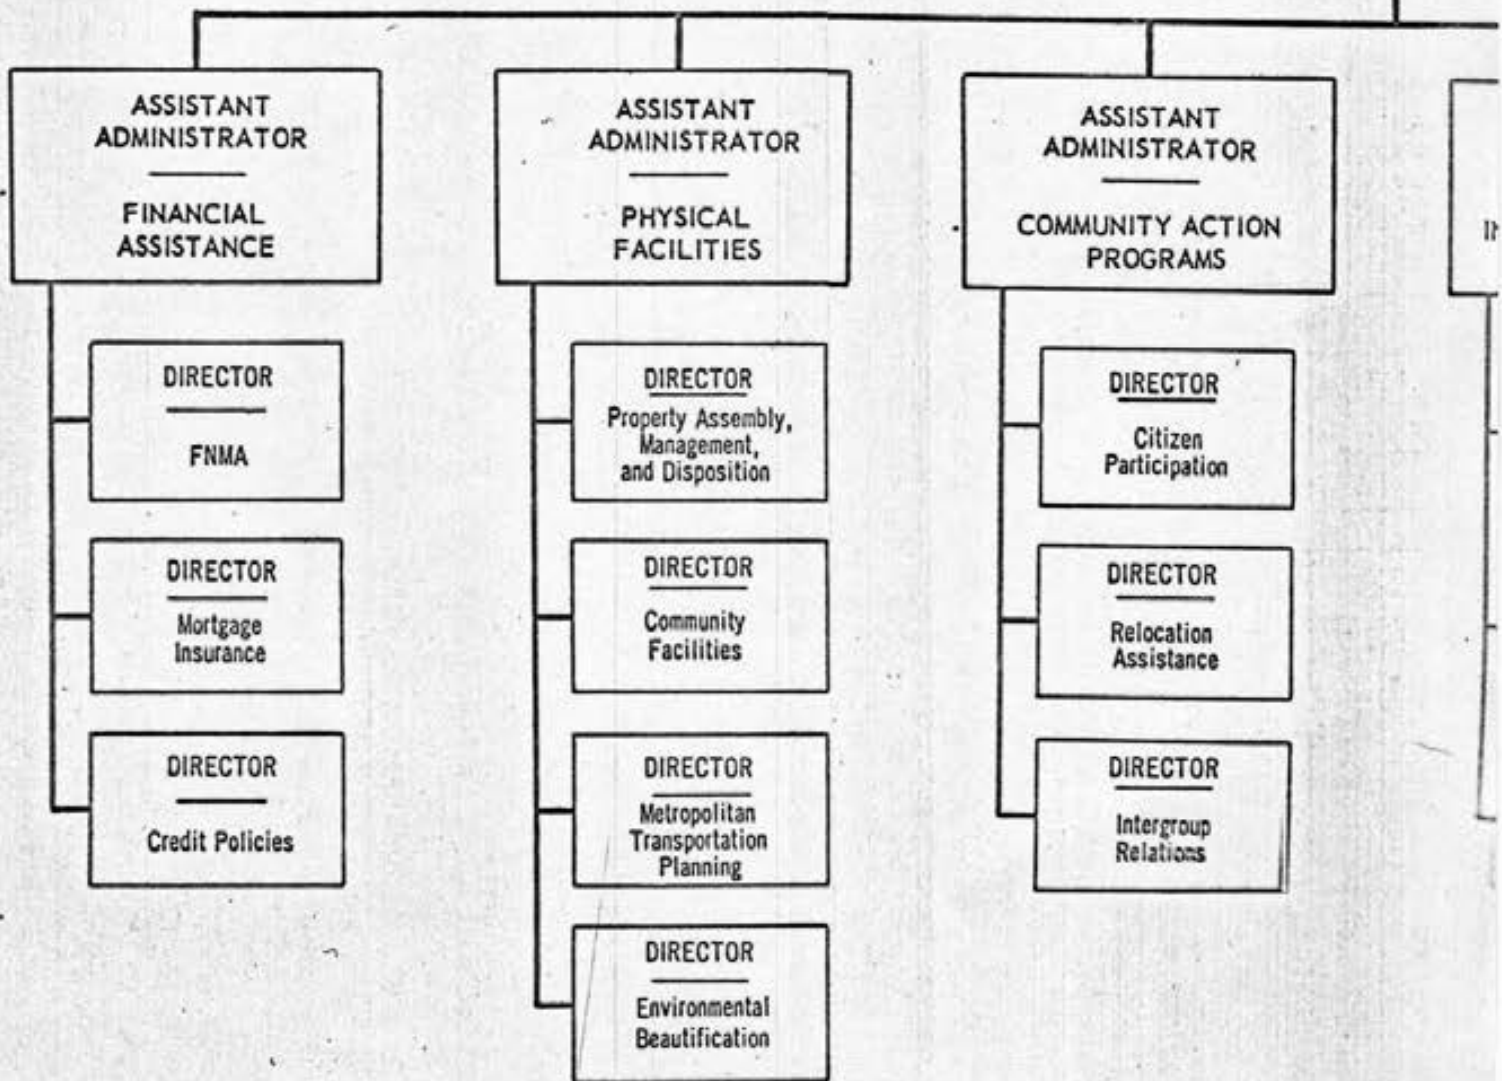 ASSISTANT
ADMINISTRATOR
FINANCIAL
ASSISTANCE
DIRECTOR
FNMA
DIRECTOR
Mortgage
Insurance
DIRECTOR
Credit Policies
ASSISTANT
ADMINISTRATOR
PHYSICAL
FACILITIES
DIRECTOR
Property Assembly,
Management,
and Disposition
DIRECTOR
Community
Facilities
DIRECTOR
Metropolitan
Transportation
Planning
DIRECTOR
Environmental
Beautification
ASSISTANT
ADMINISTRATOR
COMMUNITY ACTION
PROGRAMS
DIRECTOR
Citizen
Participation
DIRECTOR
Relocation
Assistance
DIRECTOR
Intergroup
Relations